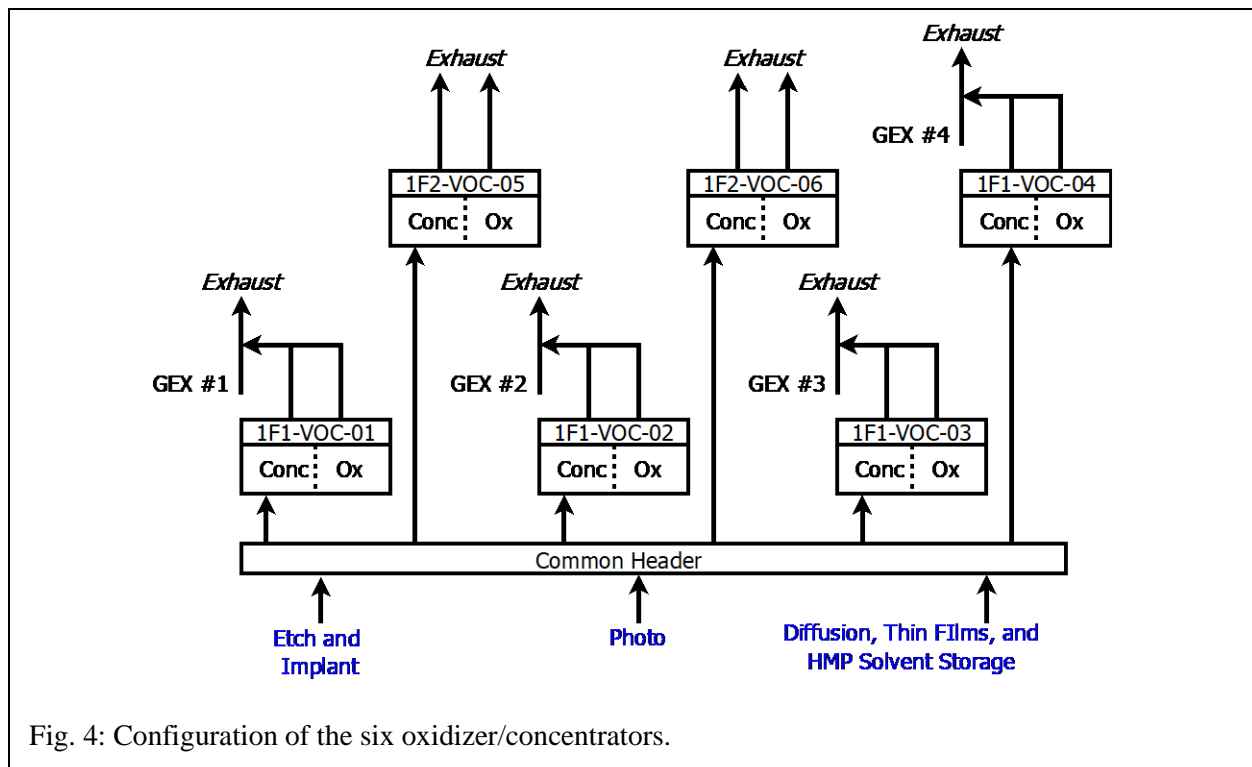 Exhaust
Exhaust
Exhaust
GEX #4
1F2-VOC-05
Conc Ox
1F2-VOC-06
Conc Ox
1F1-VOC-04
Conc Ox
Exhaust
Exhaust
Exhaust
GEX #1
GEX #2
GEX #3
1F1-VOC-01
Conc Ox
1F1-VOC-02
Conc Ox
1F1-VOC-03
Conc Ox
Common Header
Etch and
Implant
Photo
Diffusion, Thin FIlms, and
HMP Solvent Storage
Fig. 4: Configuration of the six oxidizer/concentrators.